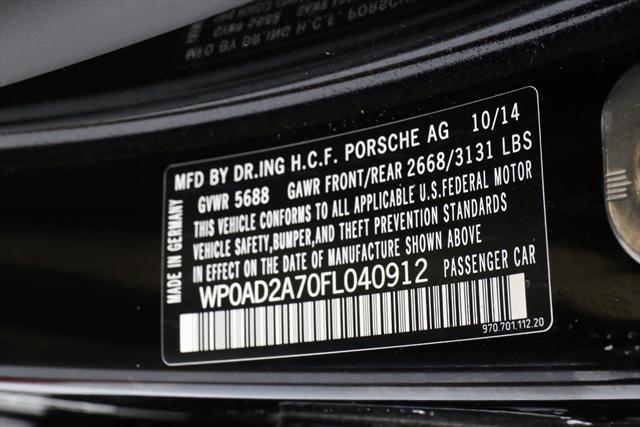 MFD BY DR.ING H.C.F. PORSCHE AG 10/14
GVWR 5688 GAWR FRONT/REAR 2668/3131 LBS
THIS VEHICLE CONFORMS TO ALL APPLICABLE U.S.FEDERAL MOTOR
VEHICLE SAFETY,BUMPER,AND THEFT PREVENTION STANDARDS
IN EFFECT ON THE DATE OF MANUFACTURE SHOWN ABOVE
WP0AD2A70FL040912 PASSENGER CAR
970.701.112.20
MADE IN GERMANY